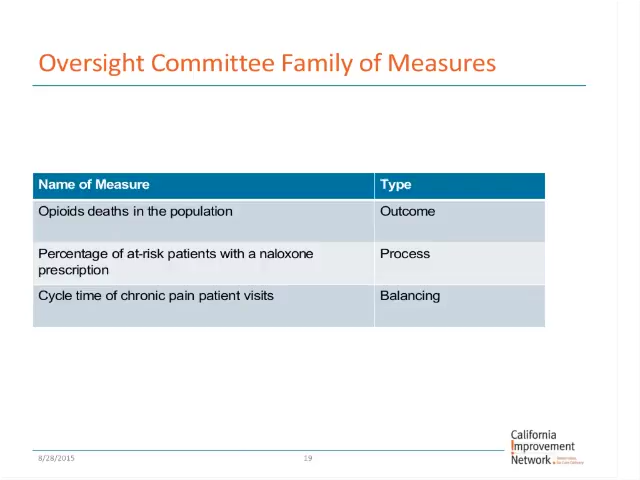 Oversight Committee Family of Measures
Name of Measure Type
Opioids deaths in the population Outcome
Percentage of at-risk patients with a naloxone Process
prescription
Cycle time of chronic pain patient visits Balancing
8/28/2015 19
California
Improvement
Network